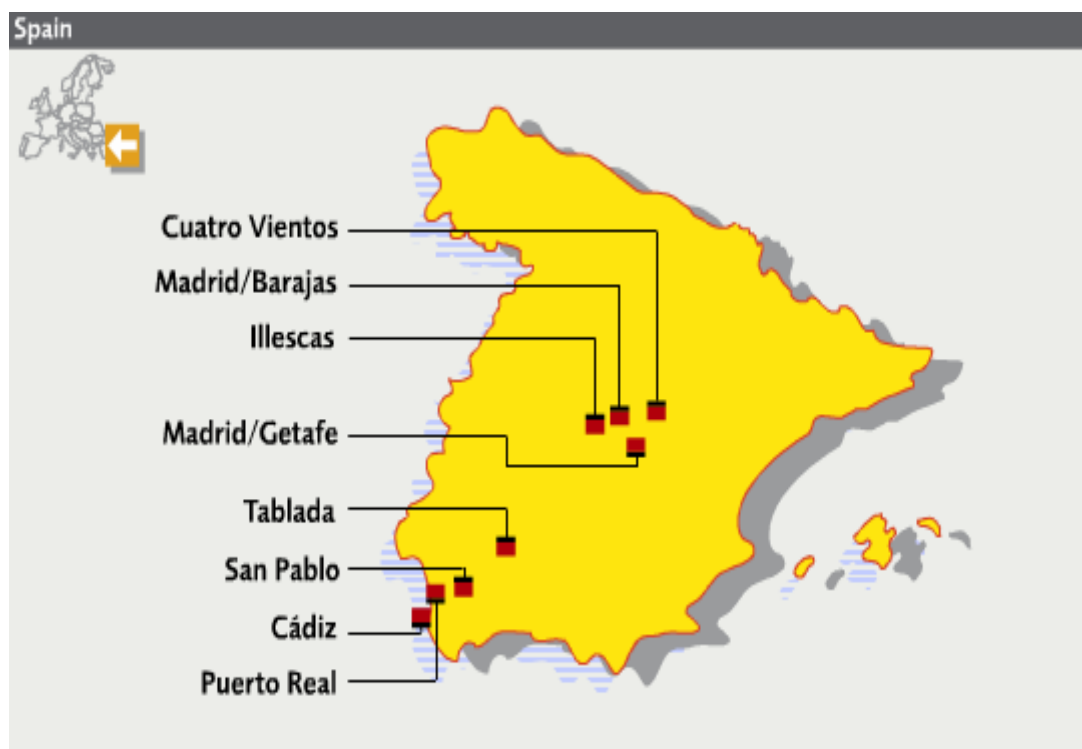 Spain
Cuatro Vientos
Madrid/Barajas
Illescas
Madrid/Getafe
Tablada
San Pablo
Cádiz
Puerto Real